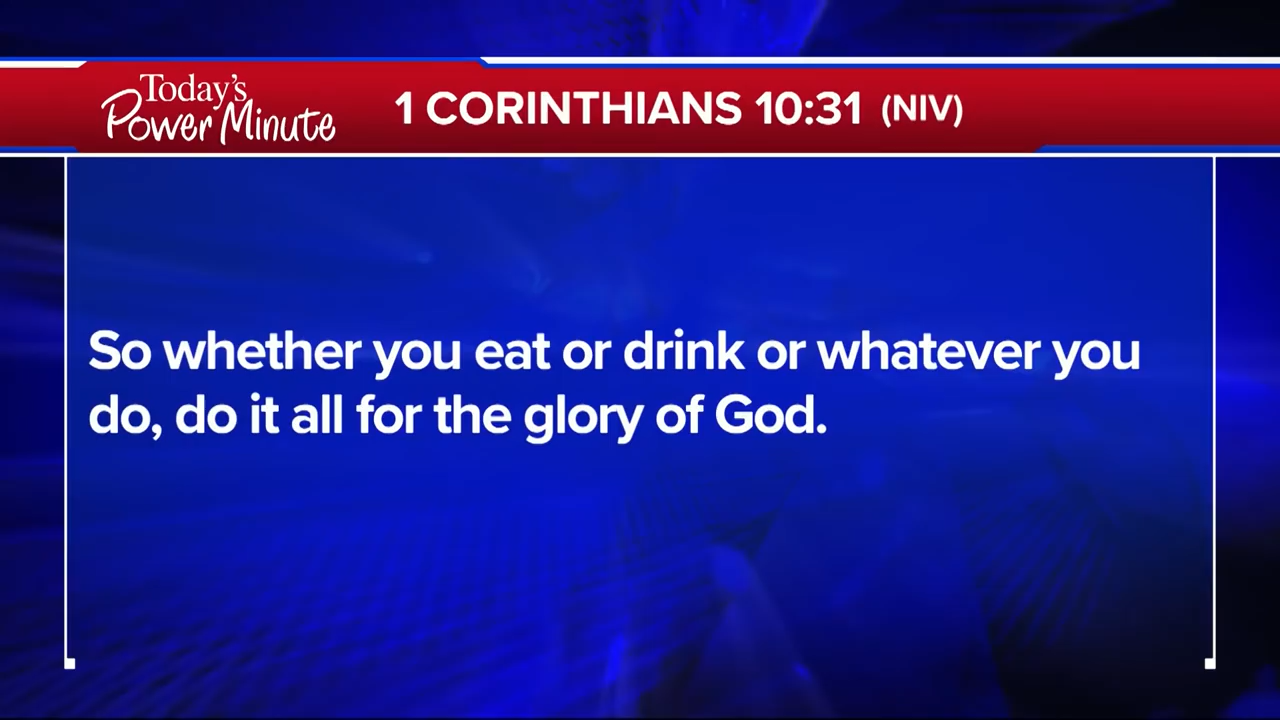 Today's
Power Minute
1 CORINTHIANS 10:31 (NIV)
So whether you eat or drink or whatever you
do, do it all for the glory of God.